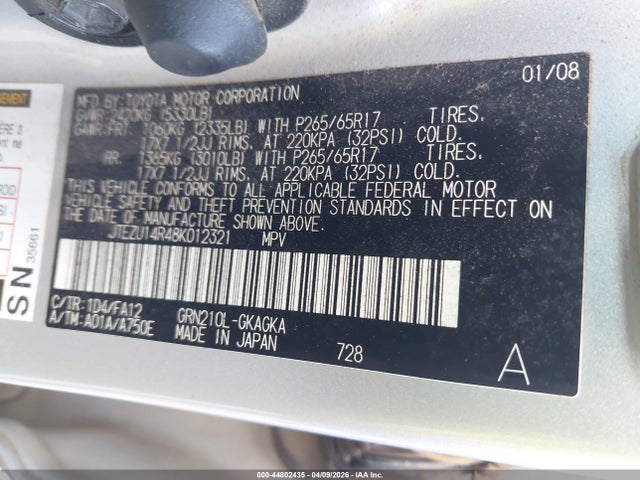 01/08
MFD.BY:TOYOTA MOTOR CORPORATION
GVWR:2420KG (5330LB)
GAWR:FRT. 1060KG (2335LB) WITH P265/65R17 TIRES.
17X7 1/2JJ RIMS. AT 220KPA (32PSI) COLD.
RR. 1365KG (3010LB) WITH P265/65R17 TIRES.
17X7 1/2JJ RIMS. AT 220KPA (32PSI) COLD.
THIS VEHICLE CONFORMS TO ALL APPLICABLE FEDERAL MOTOR
VEHICLE SAFETY AND THEFT PREVENTION STANDARDS IN EFFECT ON
THE DATE OF MANUFACTURE SHOWN ABOVE.
JTEZU14R48K012321 MPV
C/TR:1D4/FA12 GRN210L-GKAGKA
A/TM:A01A/A750E MADE IN JAPAN
728
A
SN 35661
000-44802435 - 04/09/2026 - IAA Inc.